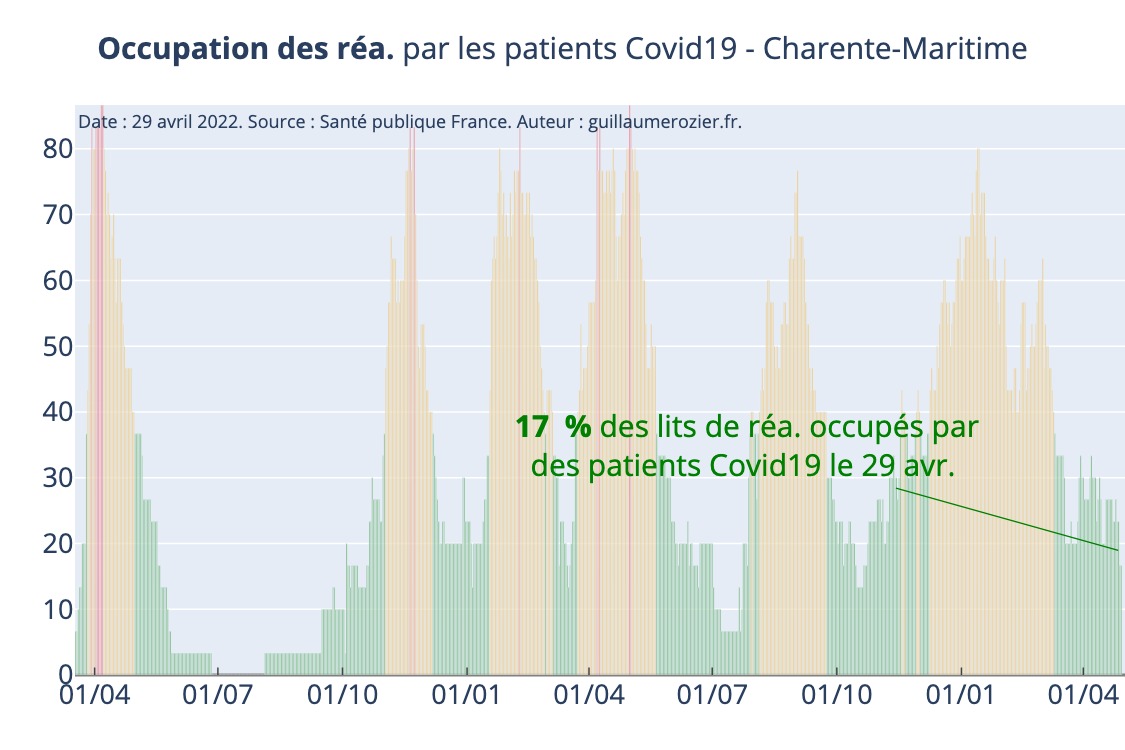 Occupation des réa. par les patients Covid19 - Charente-Maritime
Date : 29 avril 2022. Source : Santé publique France. Auteur : guillaumerozier.fr.
80
70
60
50
40
17 % des lits de réa. occupés par
des patients Covid19 le 29 avr.
30
20
10
0
01/04 01/07 01/10 01/01 01/04 01/07 01/10 01/01 01/04